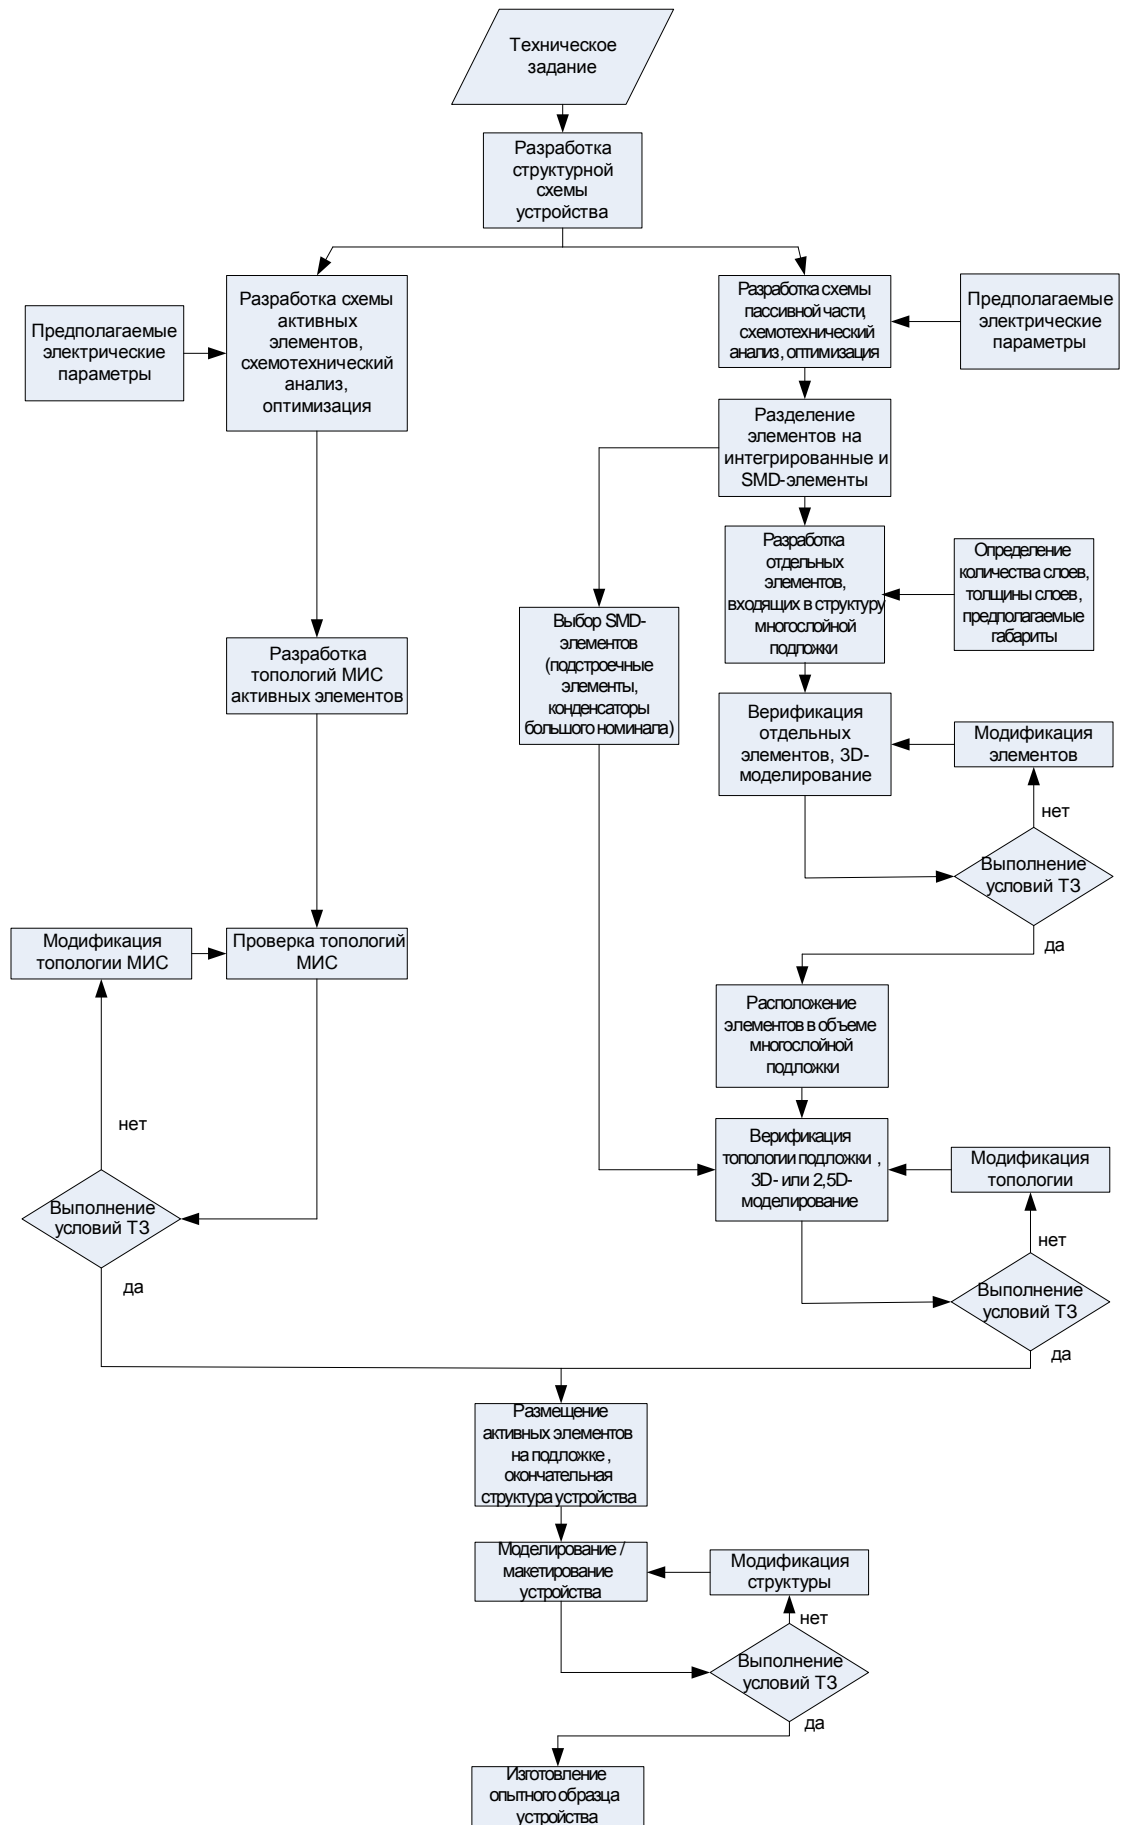 Техническое
задание
Разработка
структурной
схемы
устройства
Предполагаемые
электрические
параметры
Разработка схемы
активных
элементов,
схемотехнический
анализ,
оптимизация
Разработка схемы
пассивной части,
схемотехнический
анализ, оптимизация
Предполагаемые
электрические
параметры
Разделение
элементов на
интегрированные и
SMD-элементы
Разработка
отдельных
элементов,
входящих в структуру
многослойной
подложки
Определение
количества слоев,
толщины слоев,
предполагаемые
габариты
Выбор SMD-
элементов
(подстроечные
элементы,
конденсаторы
большого номинала)
Разработка
топологий МИС
активных элементов
Верификация
отдельных
элементов, 3D-
моделирование
Модификация
элементов
нет
Выполнение
условий ТЗ
да
Модификация
топологии МИС
Проверка топологий
МИС
Расположение
элементов в объеме
многослойной
подложки
нет
Верификация
топологии подложки ,
3D- или 2,5D-
моделирование
Модификация
топологии
Выполнение
условий ТЗ
нет
да
Выполнение
условий ТЗ
да
Размещение
активных элементов
на подложке ,
окончательная
структура устройства
Моделирование /
макетирование
устройства
Модификация
структуры
нет
Выполнение
условий ТЗ
да
Изготовление
опытного образца
устройства